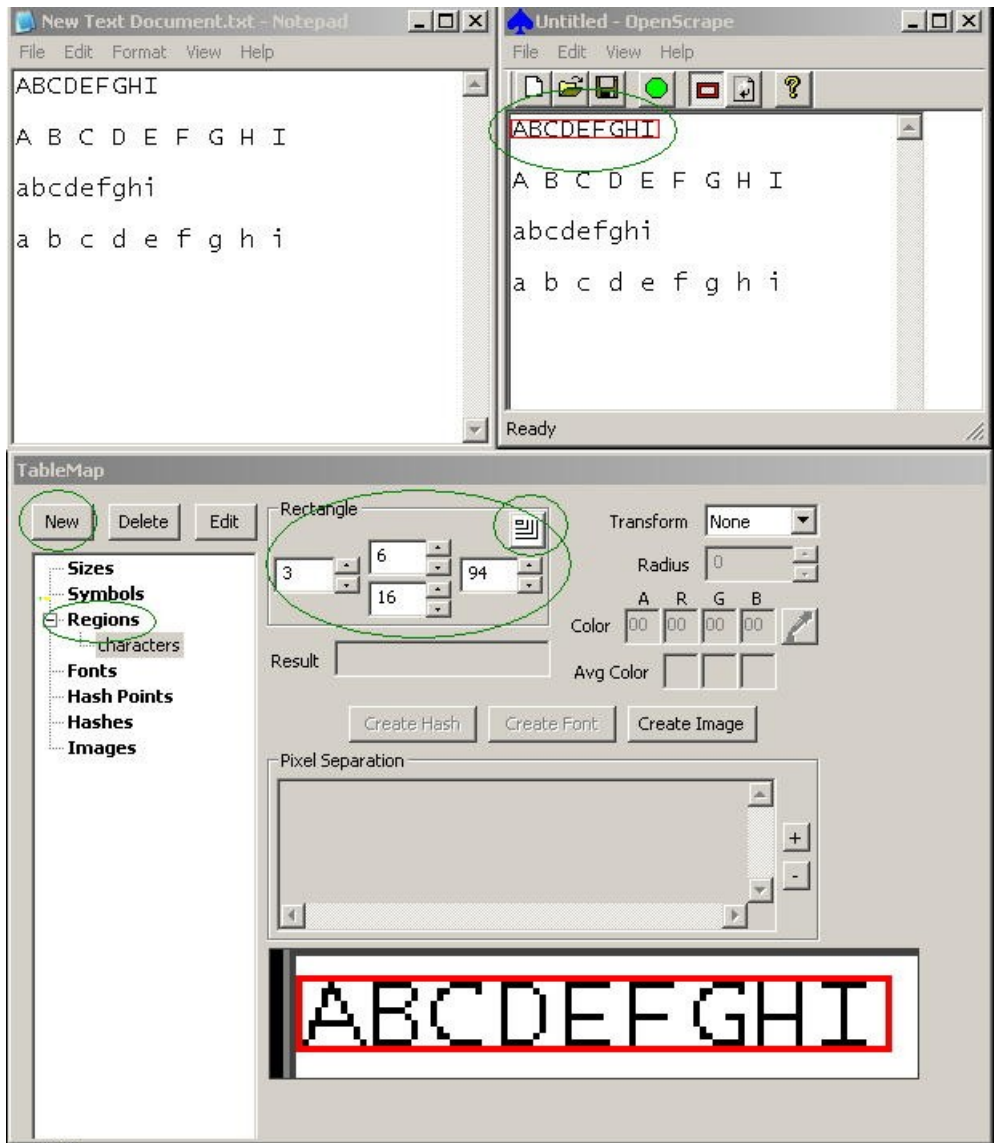 New Text Document.txt - Notepad
File Edit Format View Help
ABCDEFGHI
A B C D E F G H I
abcdefghi
a b c d e f g h i
Untitled - OpenScrape
File Edit View Help
ABCDEFGHI
A B C D E F G H I
abcdefghi
a b c d e f g h i
Ready
TableMap
New Delete Edit
Sizes
Symbols
Regions
characters
Fonts
Hash Points
Hashes
Images
Rectangle
3 6 94
16
Result
Transform None
Radius 0
A R G B
Color 00 00 00 00
Avg Color
Create Hash Create Font Create Image
Pixel Separation
+
-
ABCDEFGHI